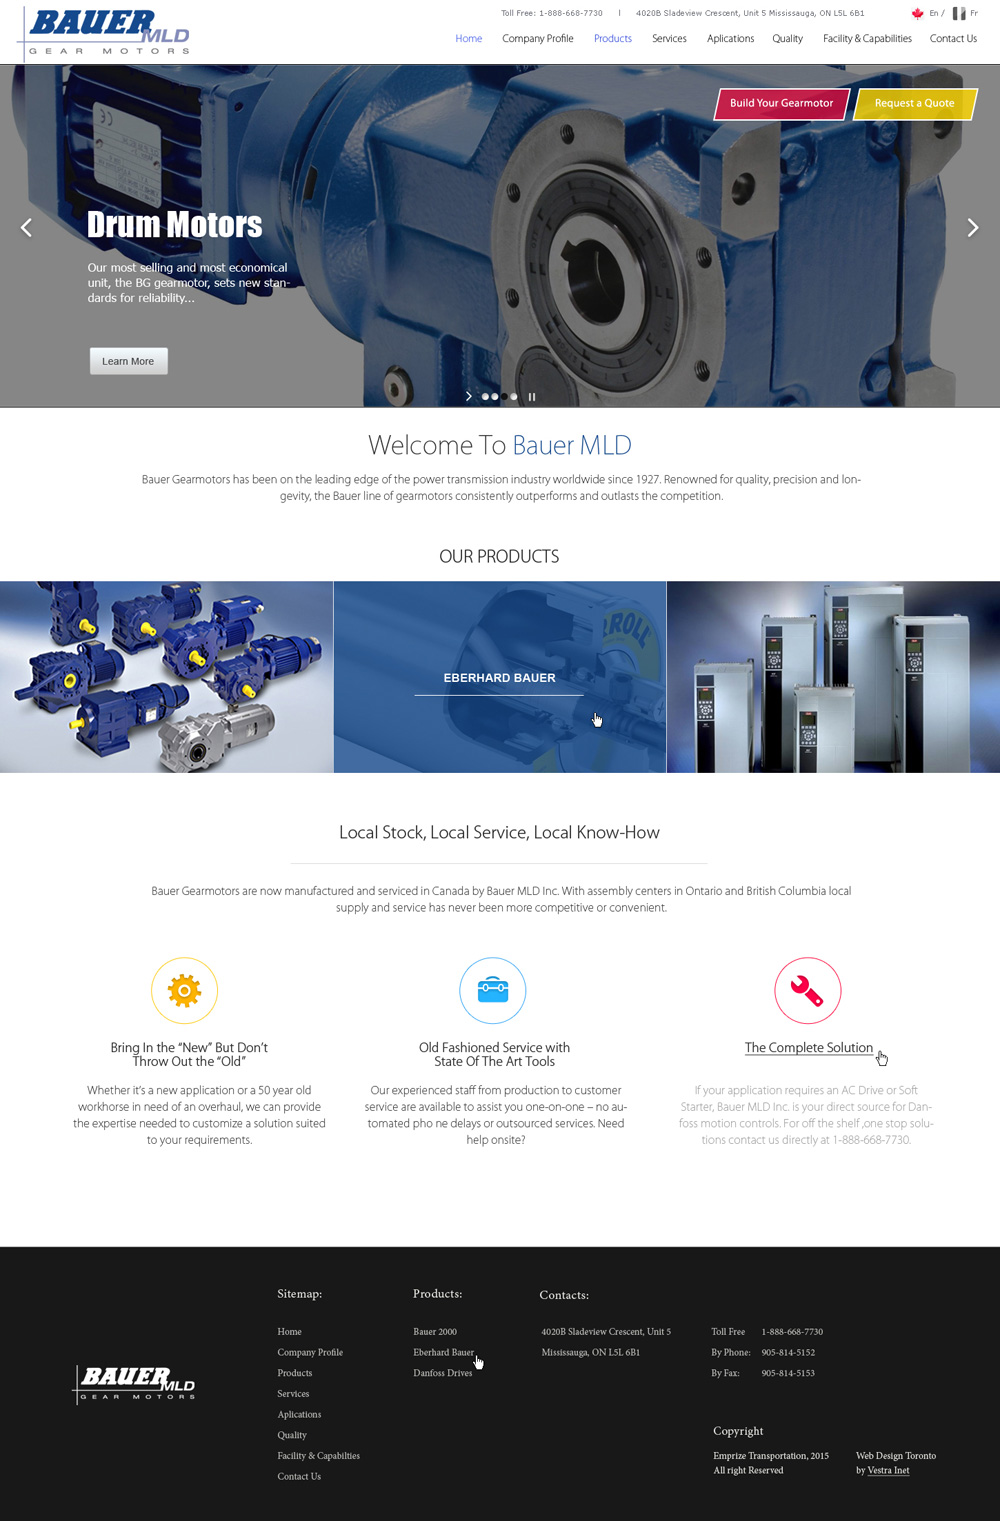 BAUER MLD
GEAR MOTORS
Toll Free: 1-888-668-7730 | 4020B Sladeview Crescent, Unit 5 Mississauga, ON L5L 6B1
En / Fr
Home Company Profile Products Services Aplications Quality Facility & Capabilities Contact Us
Build Your Gearmotor
Request a Quote
Drum Motors
Our most selling and most economical
unit, the BG gearmotor, sets new stan-
dards for reliability...
Learn More
Welcome To Bauer MLD
Bauer Gearmotors has been on the leading edge of the power transmission industry worldwide since 1927. Renowned for quality, precision and lon-
gevity, the Bauer line of gearmotors consistently outperforms and outlasts the competition.
OUR PRODUCTS
EBERHARD BAUER
Local Stock, Local Service, Local Know-How
Bauer Gearmotors are now manufactured and serviced in Canada by Bauer MLD Inc. With assembly centers in Ontario and British Columbia local
supply and service has never been more competitive or convenient.
Bring In the “New” But Don’t
Throw Out the “Old”
Whether it’s a new application or a 50 year old
workhorse in need of an overhaul, we can provide
the expertise needed to customize a solution suited
to your requirements.
Old Fashioned Service with
State Of The Art Tools
Our experienced staff from production to customer
service are available to assist you one-on-one – no au-
tomated pho ne delays or outsourced services. Need
help onsite?
The Complete Solution
If your application requires an AC Drive or Soft
Starter, Bauer MLD Inc. is your direct source for Dan-
foss motion controls. For off the shelf ,one stop solu-
tions contact us directly at 1-888-668-7730.
BAUER MLD
GEAR MOTORS
Sitemap:
Home
Company Profile
Products
Services
Aplications
Quality
Facility & Capabilties
Contact Us
Products:
Bauer 2000
Eberhard Bauer
Danfoss Drives
Contacts:
4020B Sladeview Crescent, Unit 5
Mississauga, ON L5L 6B1
Toll Free 1-888-668-7730
By Phone: 905-814-5152
By Fax: 905-814-5153
Copyright
Emprize Transportation, 2015
All right Reserved
Web Design Toronto
by Vestra Inet